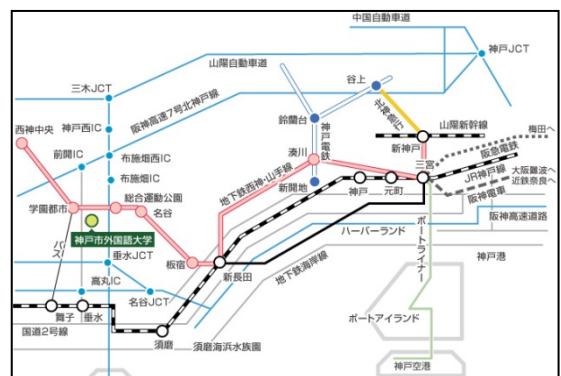 中国自動車道
神戸JCT
山陽自動車道
谷上
三木JCT
北神急行
阪神高速7号北神戸線
鈴蘭台
神戸電鉄
山陽新幹線
梅田へ
神戸西IC
西神中央
新神戸
阪急電鉄
前開IC
布施畑西IC
湊川
三宮
大阪難波へ
近鉄奈良へ
JR神戸線
布施畑IC
地下鉄西神・山手線
新開地
神戸
元町
阪神電車
総合運動公園
学園都市
名谷
阪神高速道路
神戸市外国語大学
ハーバーランド
ポートライナー
バス
垂水JCT
板宿
新長田
神戸港
高丸IC
地下鉄海岸線
名谷JCT
舞子
垂水
ポートアイランド
国道2号線
須磨
須磨海浜水族園
神戸空港